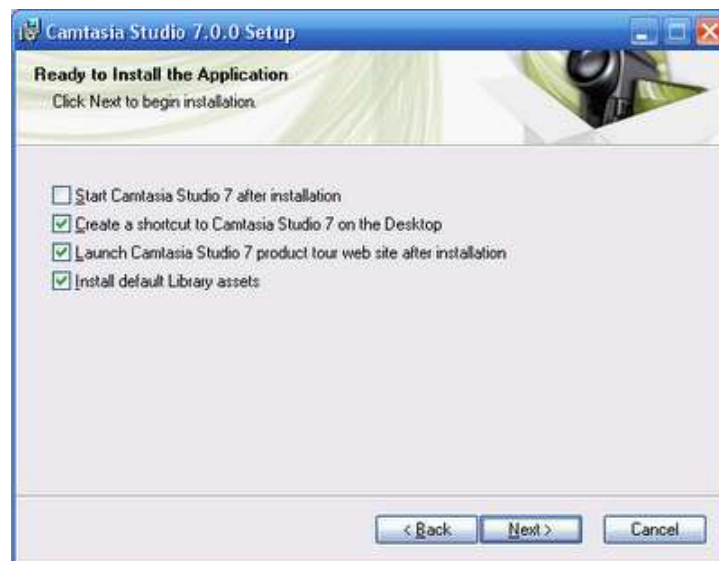 Camtasia Studio 7.0.0 Setup
Ready to Install the Application
Click Next to begin installation.
Start Camtasia Studio 7 after installation
Create a shortcut to Camtasia Studio 7 on the Desktop
Launch Camtasia Studio 7 product tour web site after installation
Install default Library assets
< Back Next > Cancel